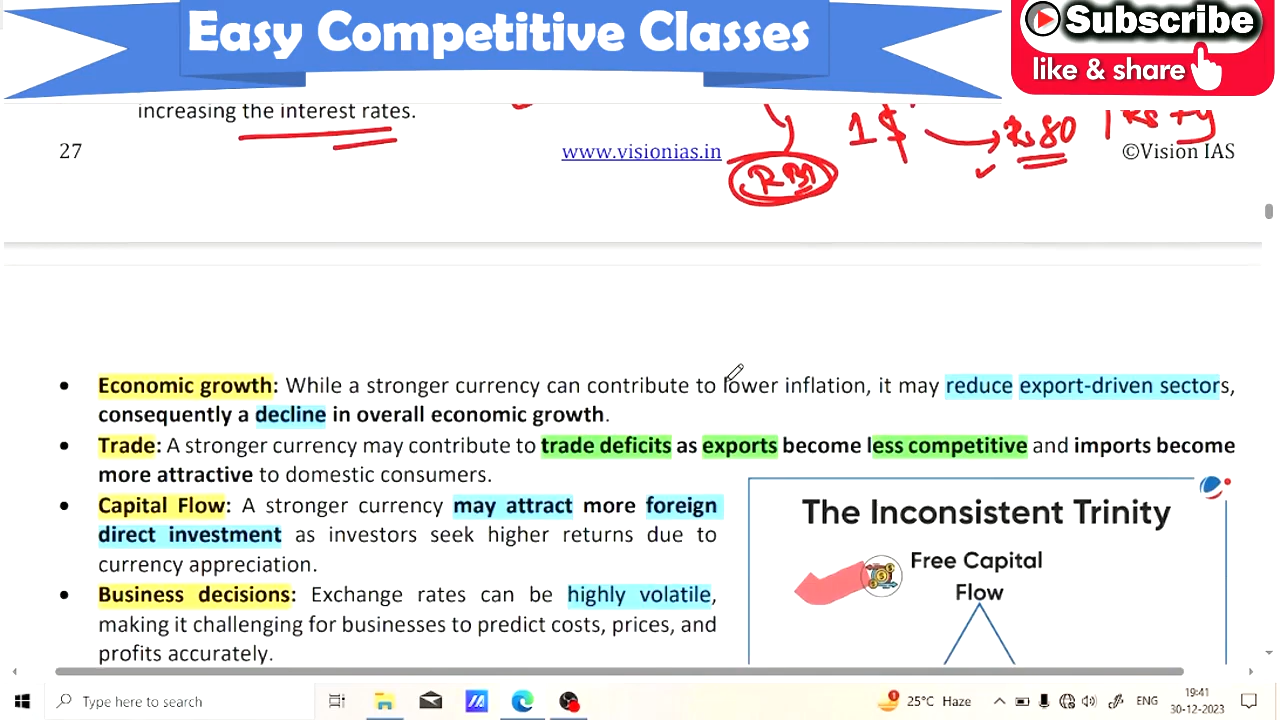 Easy Competitive Classes
Subscribe
like & share
increasing the interest rates.
1 $ → Rs 80
RBI
27
www.visionias.in
©Vision IAS
• Economic growth: While a stronger currency can contribute to lower inflation, it may reduce export-driven sectors,
consequently a decline in overall economic growth.
• Trade: A stronger currency may contribute to trade deficits as exports become less competitive and imports become
more attractive to domestic consumers.
• Capital Flow: A stronger currency may attract more foreign
direct investment as investors seek higher returns due to
currency appreciation.
• Business decisions: Exchange rates can be highly volatile,
making it challenging for businesses to predict costs, prices, and
profits accurately.
The Inconsistent Trinity
Free Capital
Flow
Type here to search
1
25°C Haze
ENG
19:41
30-12-2023